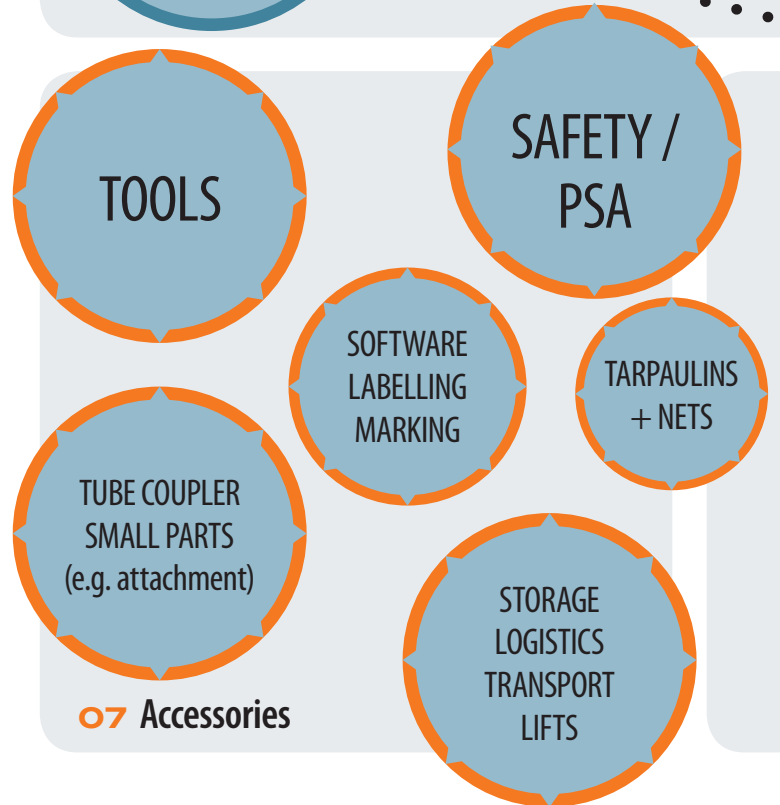 TOOLS
SAFETY /
PSA
SOFTWARE
LABELLING
MARKING
TARPAULINS
+ NETS
TUBE COUPLER
SMALL PARTS
(e.g. attachment)
STORAGE
LOGISTICS
TRANSPORT
LIFTS
07 Accessories